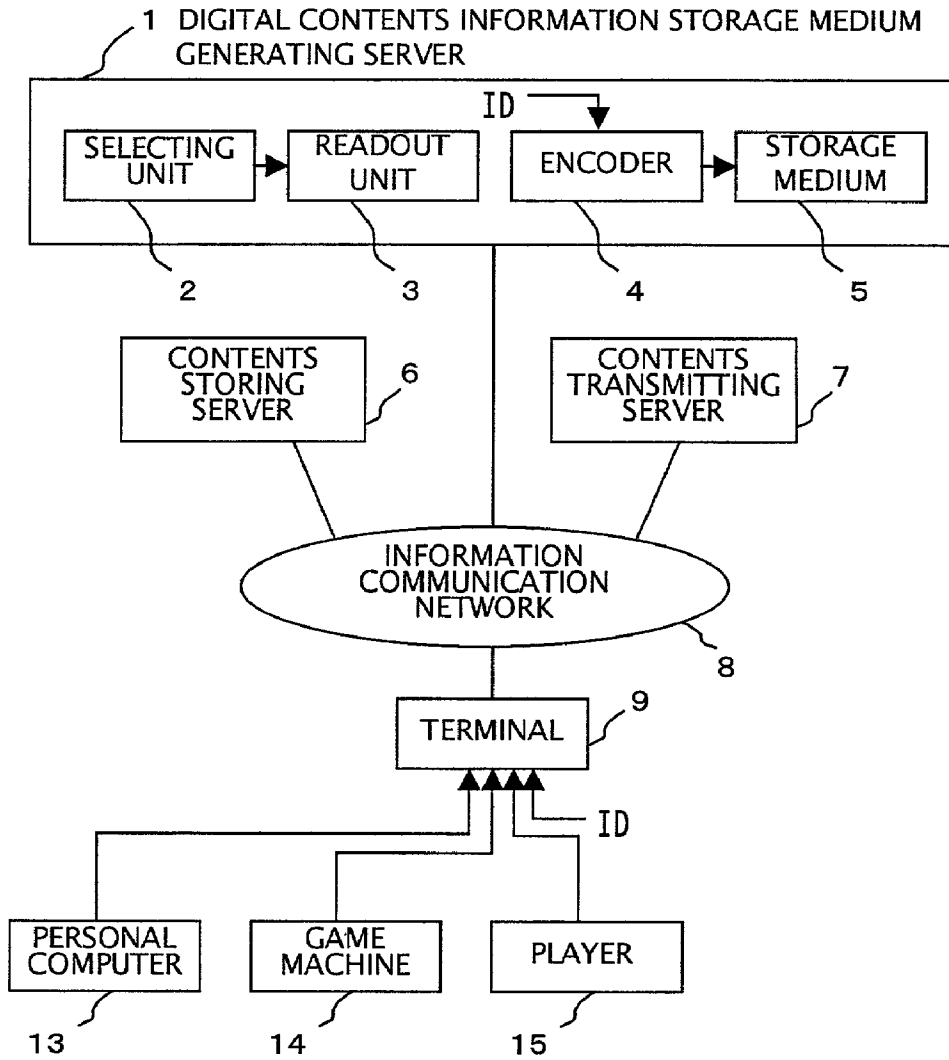 1 DIGITAL CONTENTS INFORMATION STORAGE MEDIUM
GENERATING SERVER
ID
SELECTING
UNIT
READOUT
UNIT
ENCODER
STORAGE
MEDIUM
2
3
4
5
CONTENTS
STORING
SERVER
6
CONTENTS
TRANSMITTING
SERVER
7
INFORMATION
COMMUNICATION
NETWORK
8
TERMINAL
9
ID
PERSONAL
COMPUTER
GAME
MACHINE
PLAYER
13
14
15